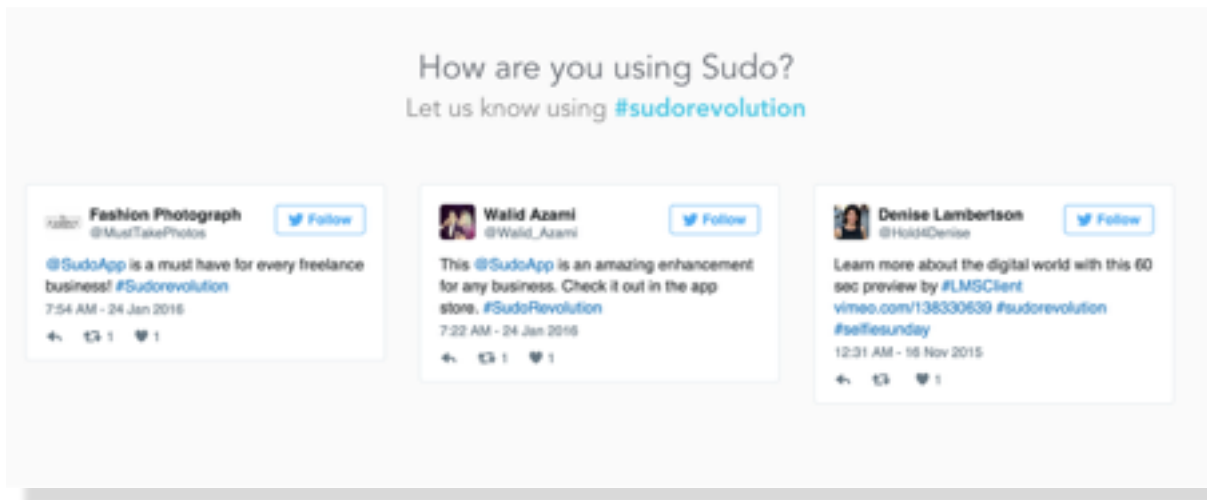 How are you using Sudo?
Let us know using #sudorevolution
Fashion Photograph
@MustTakePhotos
Follow
@SudoApp is a must have for every freelance
business! #Sudorevolution
7:54 AM - 24 Jan 2016
1 1
Walid Azami
@Walid_Azami
Follow
This @SudoApp is an amazing enhancement
for any business. Check it out in the app
store. #SudoRevolution
7:22 AM - 24 Jan 2016
1 1
Denise Lambertson
@Hold4Denise
Follow
Learn more about the digital world with this 60
sec preview by #LMSClient
vimeo.com/138330639 #sudorevolution
#selfiesunday
12:31 AM - 16 Nov 2015
1